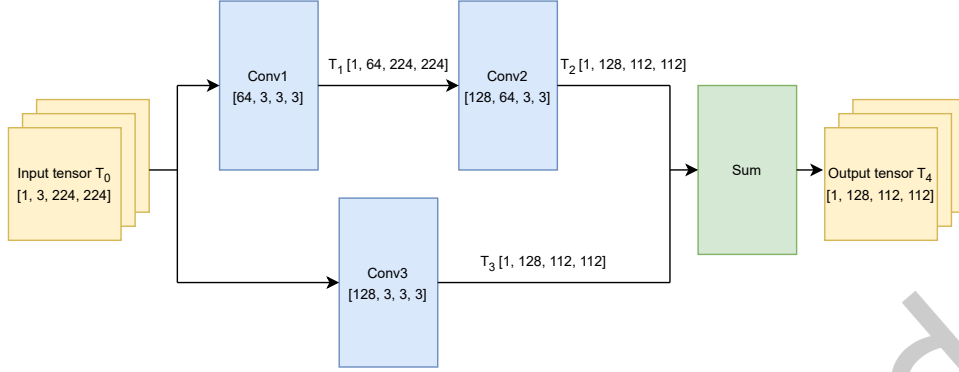 Conv1
[64, 3, 3, 3]
T1 [1, 64, 224, 224]
Conv2
[128, 64, 3, 3]
T2 [1, 128, 112, 112]
Input tensor T0
[1, 3, 224, 224]
Sum
Output tensor T4
[1, 128, 112, 112]
Conv3
[128, 3, 3, 3]
T3 [1, 128, 112, 112]